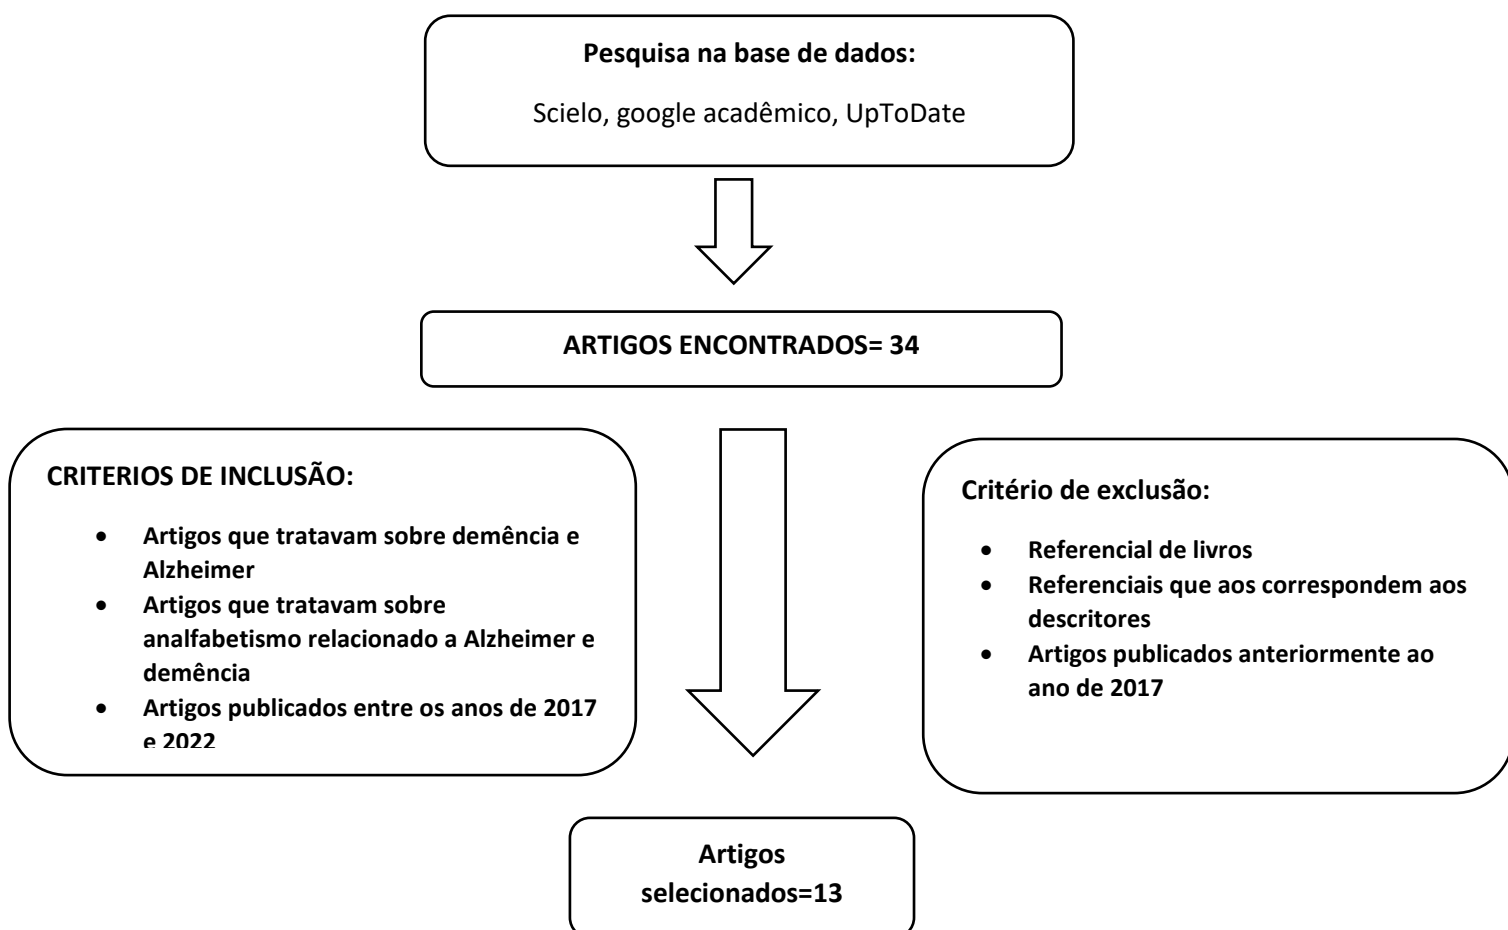 Pesquisa na base de dados:
Scielo, google acadêmico, UpToDate
ARTIGOS ENCONTRADOS= 34
CRITERIOS DE INCLUSÃO:
• Artigos que tratavam sobre demência e
Alzheimer
• Artigos que tratavam sobre
analfabetismo relacionado a Alzheimer e
demência
• Artigos publicados entre os anos de 2017
e 2022
Critério de exclusão:
• Referencial de livros
• Referenciais que aos correspondem aos
descritores
• Artigos publicados anteriormente ao
ano de 2017
Artigos
selecionados=13